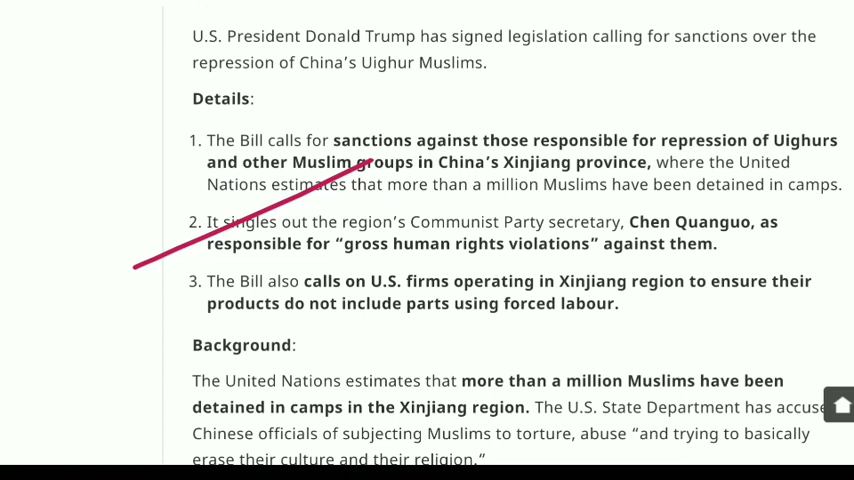 U.S. President Donald Trump has signed legislation calling for sanctions over the
repression of China’s Uighur Muslims.
Details:
1. The Bill calls for sanctions against those responsible for repression of Uighurs
and other Muslim groups in China’s Xinjiang province, where the United
Nations estimates that more than a million Muslims have been detained in camps.
2. It singles out the region’s Communist Party secretary, Chen Quanguo, as
responsible for “gross human rights violations” against them.
3. The Bill also calls on U.S. firms operating in Xinjiang region to ensure their
products do not include parts using forced labour.
Background:
The United Nations estimates that more than a million Muslims have been
detained in camps in the Xinjiang region. The U.S. State Department has accuse
Chinese officials of subjecting Muslims to torture, abuse “and trying to basically
erase their culture and their religion.”